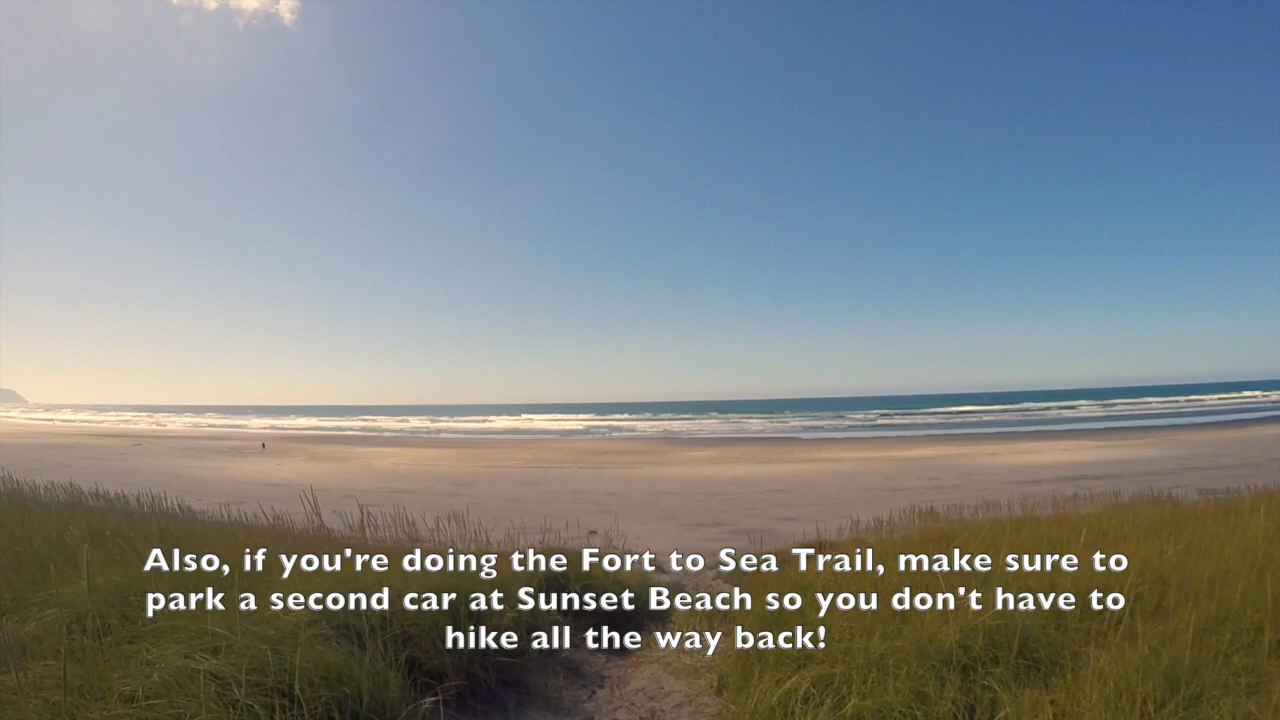 Also, if you're doing the Fort to Sea Trail, make sure to
park a second car at Sunset Beach so you don't have to
hike all the way back!